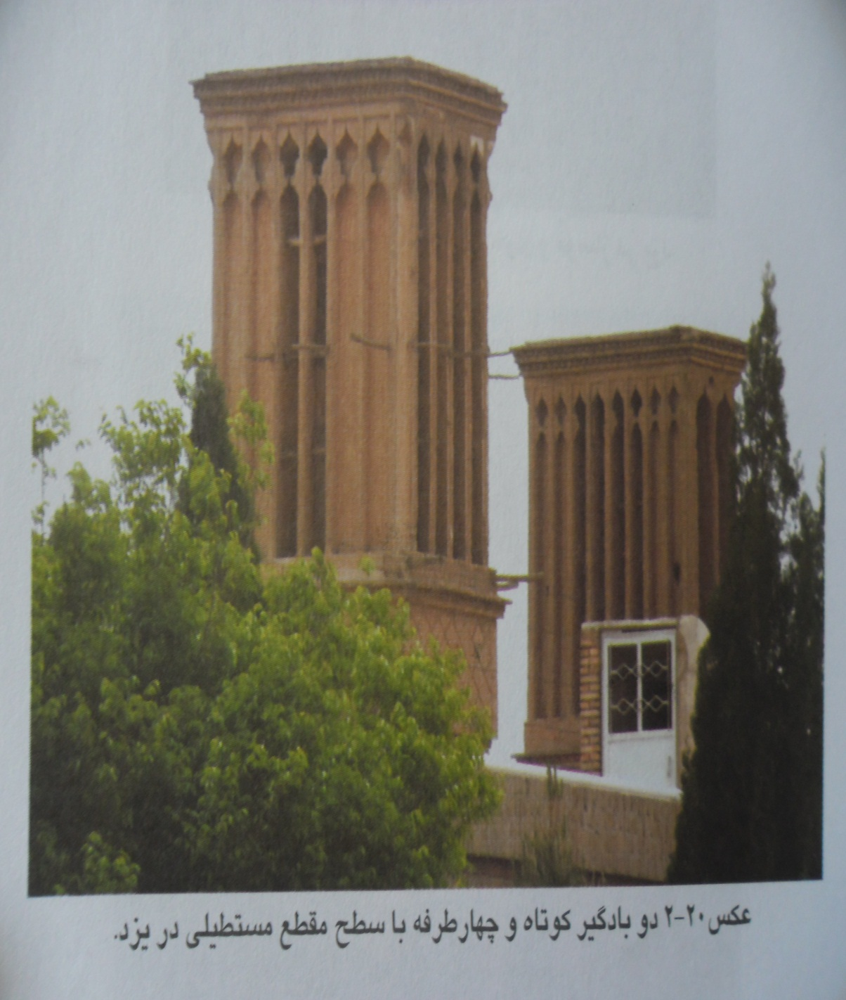 عکس۲۰-۲ دو بادگیر کوتاه و چهارطرفه با سطح مقطع مستطیلی در یزد.